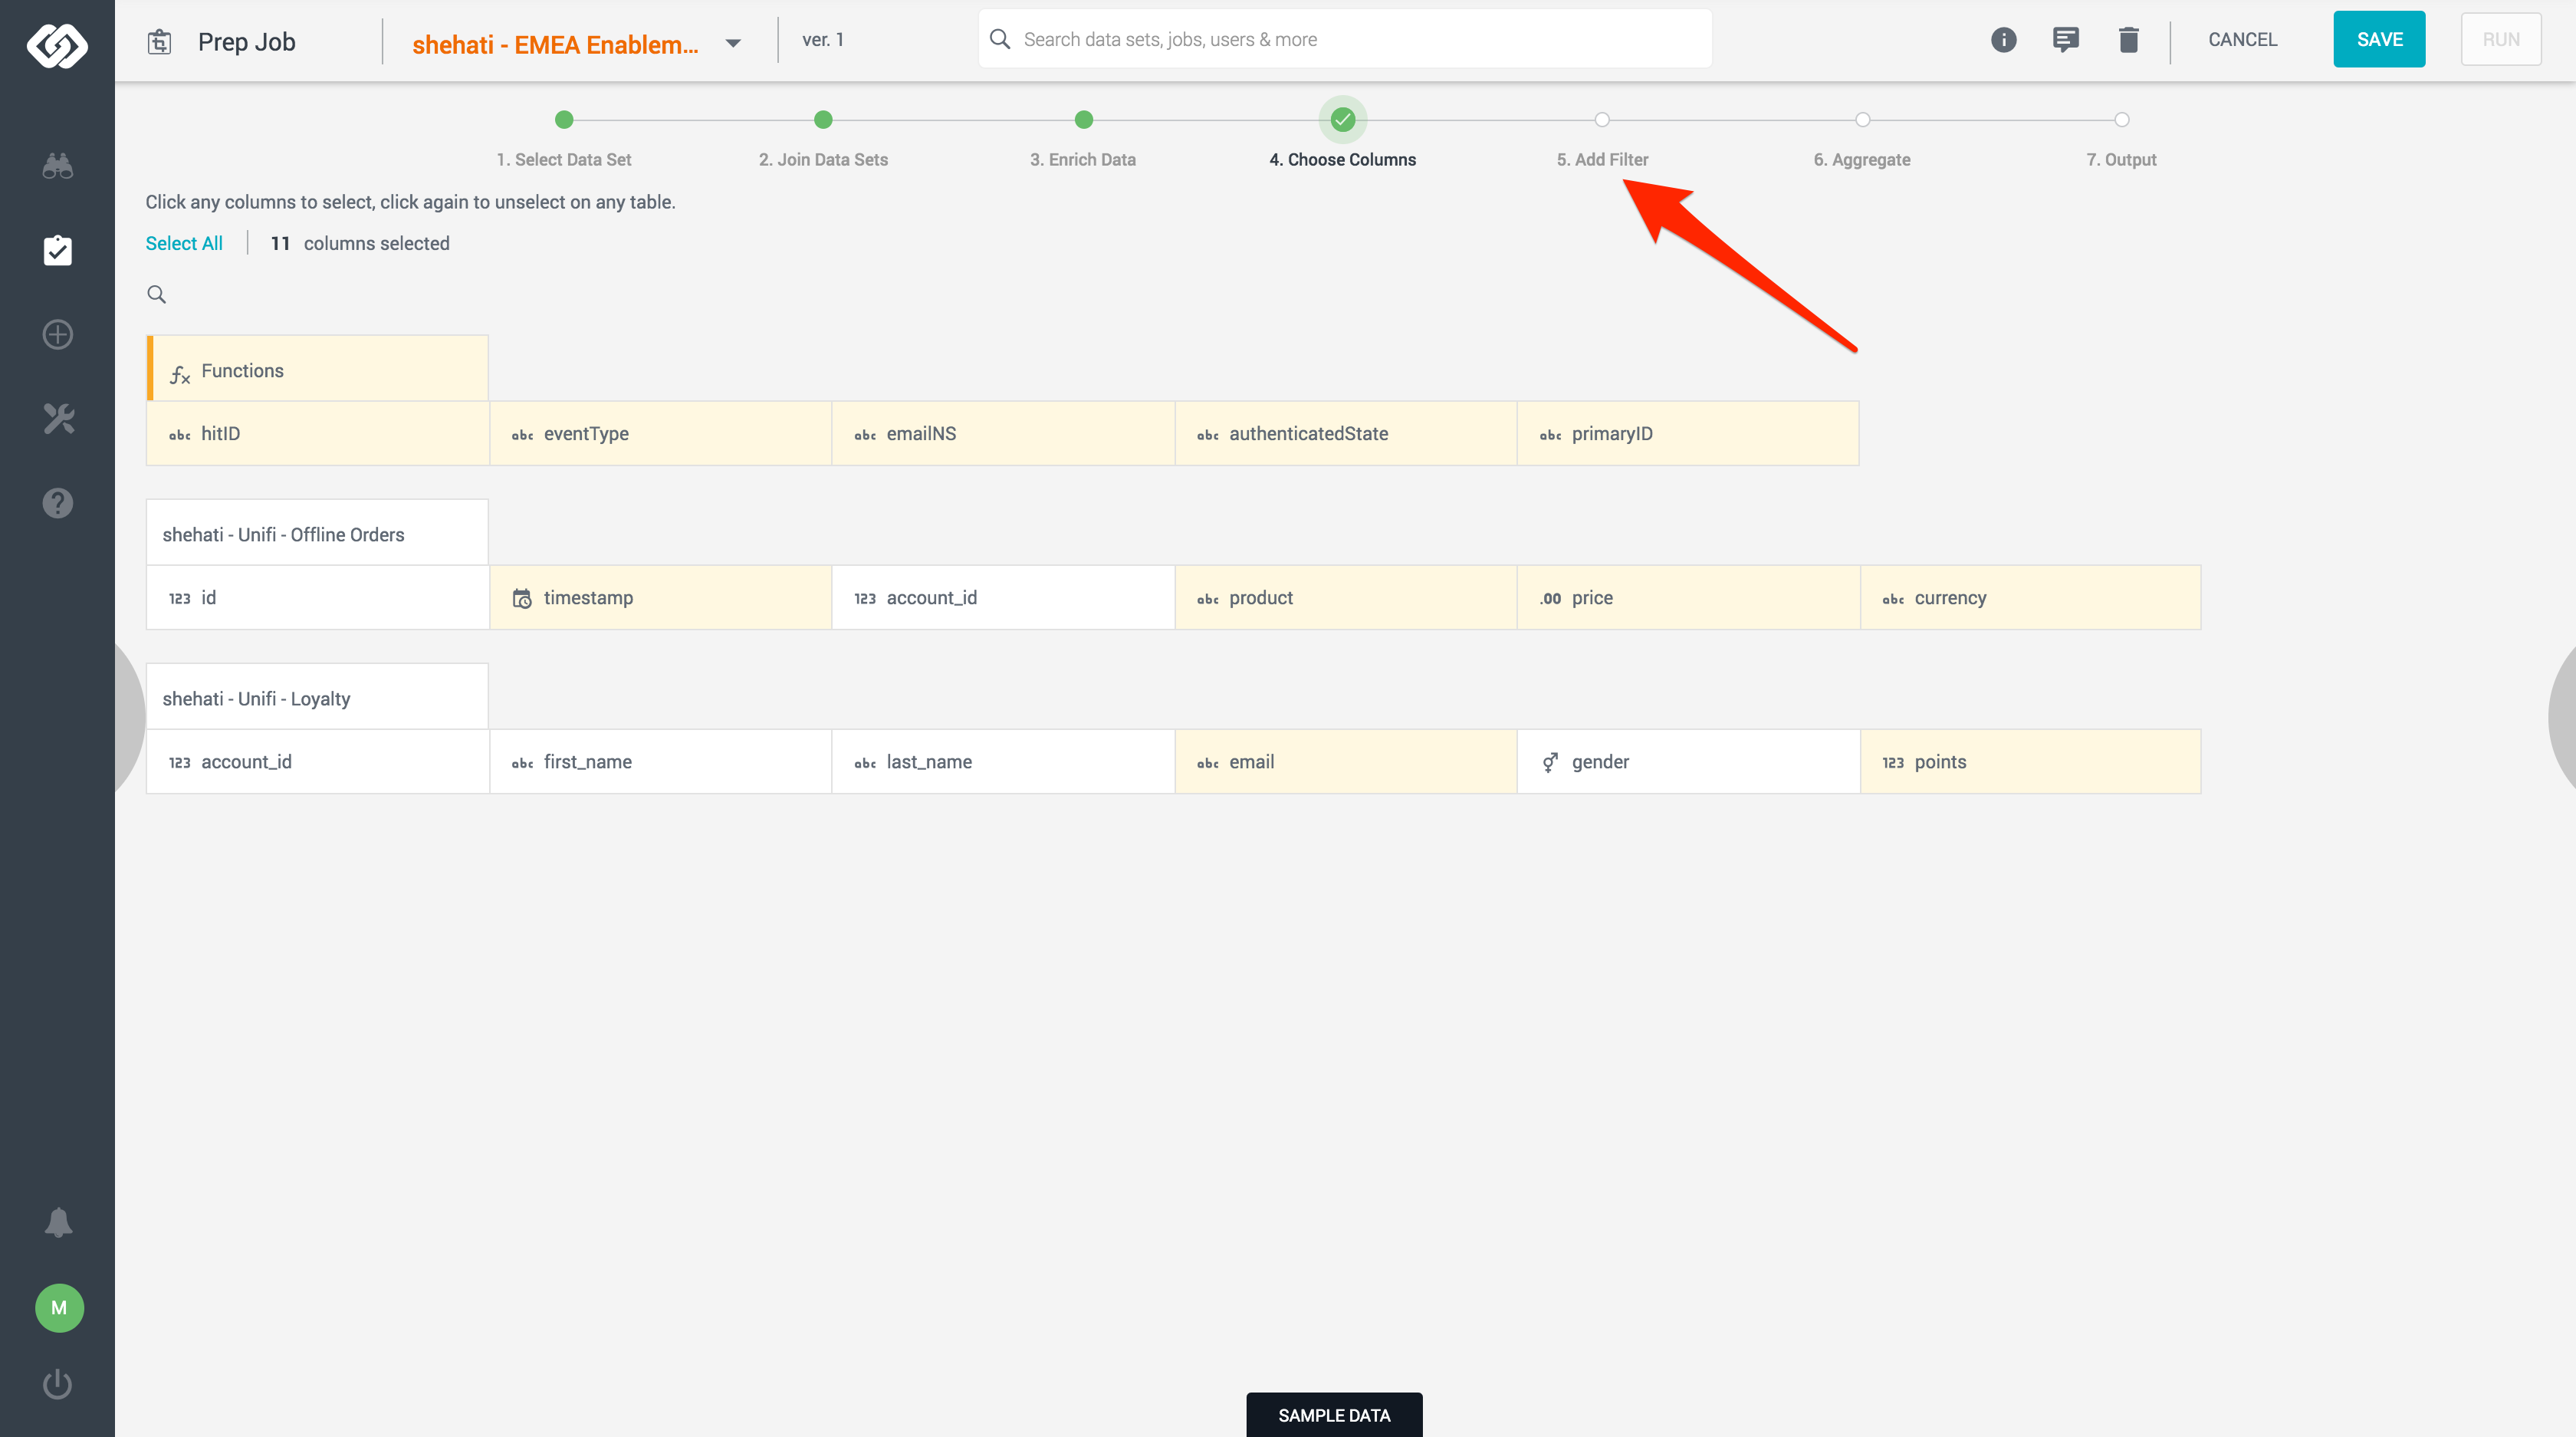 Prep Job
shehati - EMEA Enablem...
ver. 1
Search data sets, jobs, users & more
CANCEL
SAVE
RUN
1. Select Data Set
2. Join Data Sets
3. Enrich Data
4. Choose Columns
5. Add Filter
6. Aggregate
7. Output
Click any columns to select, click again to unselect on any table.
Select All
11 columns selected
fx Functions
abc hitID
abc eventType
abc emailNS
abc authenticatedState
abc primaryID
shehati - Unifi - Offline Orders
123 id
timestamp
123 account_id
abc product
.00 price
abc currency
shehati - Unifi - Loyalty
123 account_id
abc first_name
abc last_name
abc email
gender
123 points
M
SAMPLE DATA